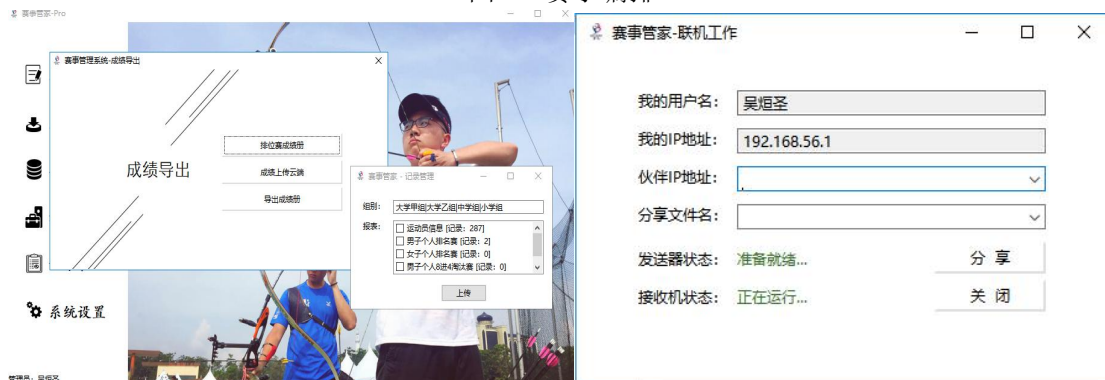 赛事管家-Pro
赛事管理系统-成绩导出
成绩导出
排位赛成绩册
成绩上传云端
导出成绩册
赛事管家 - 记录管理
组别:
大学甲组|大学乙组|中学组|小学组
报表:
运动员信息 [记录: 287]
男子个人排名赛 [记录: 2]
女子个人排名赛 [记录: 0]
男子个人8进4淘汰赛 [记录: 0]
上传
系统设置
管理员: 吴烜圣
赛事管家-联机工作
我的用户名:
吴烜圣
我的IP地址:
192.168.56.1
伙伴IP地址:
分享文件名:
发送器状态:
准备就绪...
分 享
接收机状态:
正在运行...
关 闭